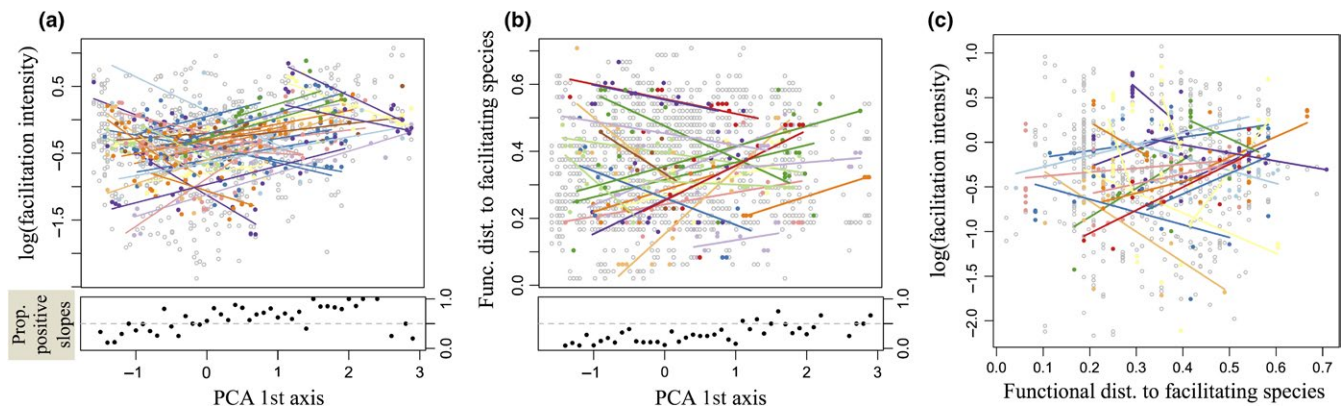 (a)
(b)
(c)
log(facilitation intensity)
0.5
−0.5
−1.5
Prop.
positive
slopes
1.0
0.0
−1 0 1 2 3
PCA 1st axis
Func. dist. to facilitating species
0.6
0.4
0.2
0.0
1.0
0.0
−1 0 1 2 3
PCA 1st axis
log(facilitation intensity)
1.0
0.5
0.0
−0.5
−1.0
−1.5
−2.0
0.0 0.1 0.2 0.3 0.4 0.5 0.6 0.7
Functional dist. to facilitating species